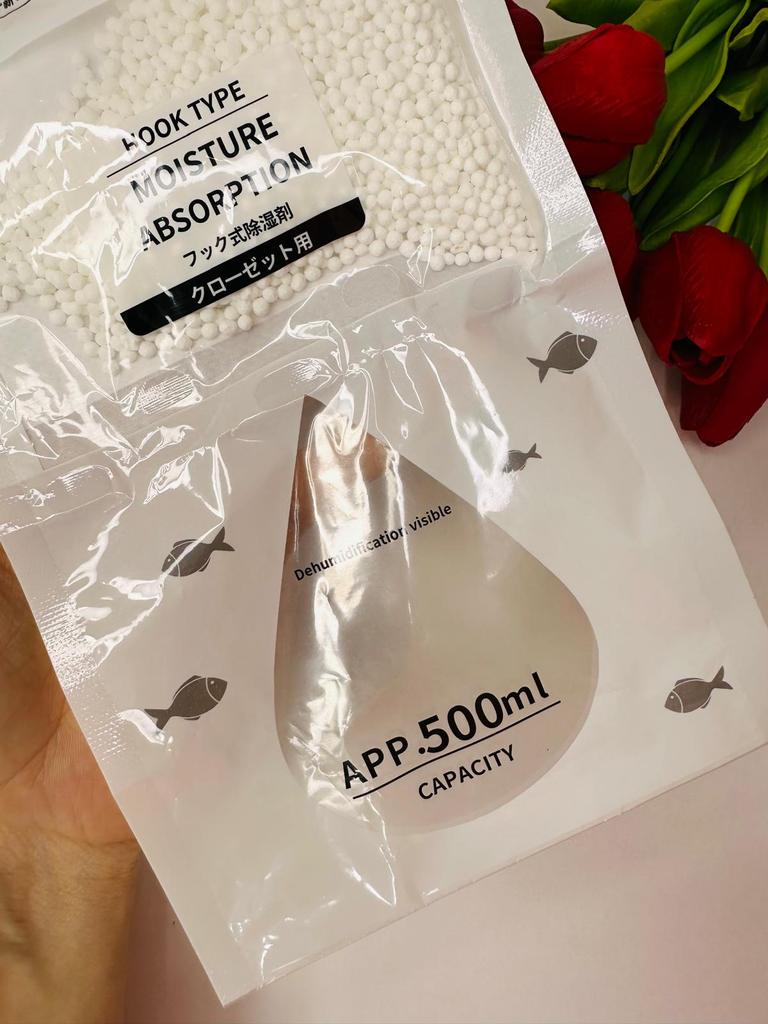 HOOK TYPE
MOISTURE
ABSORPTION
フック式除湿剤
クローゼット用
Dehumidification visible
APP.500ml
CAPACITY